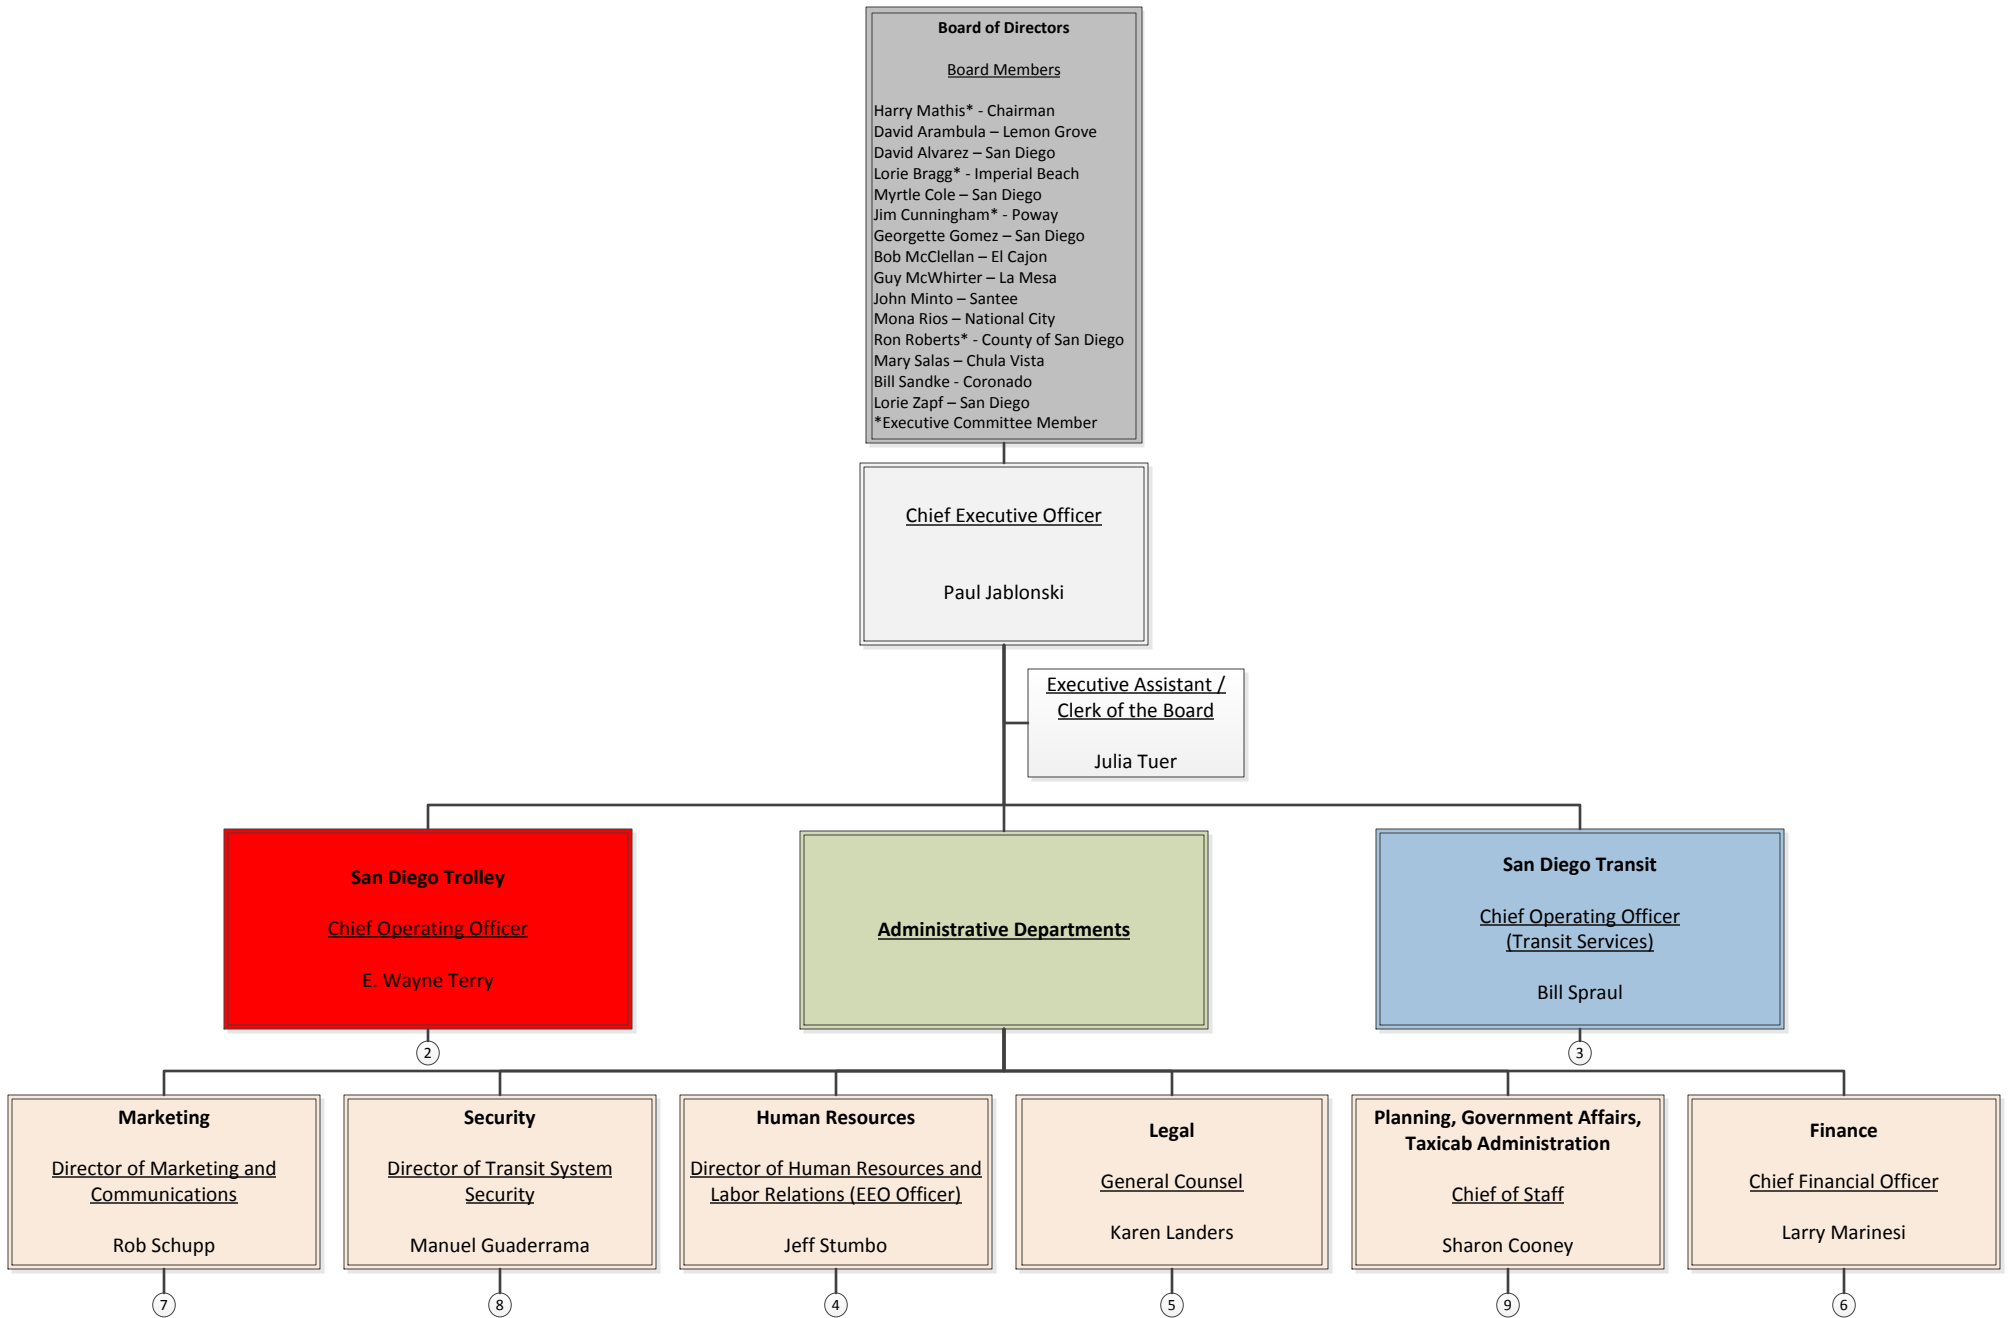 Board of Directors
Board Members
Harry Mathis* - Chairman
David Arambula – Lemon Grove
David Alvarez – San Diego
Lorie Bragg* - Imperial Beach
Myrtle Cole – San Diego
Jim Cunningham* - Poway
Georgette Gomez – San Diego
Bob McClellan – El Cajon
Guy McWhirter – La Mesa
John Minto – Santee
Mona Rios – National City
Ron Roberts* - County of San Diego
Mary Salas – Chula Vista
Bill Sandke - Coronado
Lorie Zapf – San Diego
*Executive Committee Member
Chief Executive Officer
Paul Jablonski
Executive Assistant /
Clerk of the Board
Julia Tuer
San Diego Trolley
Chief Operating Officer
E. Wayne Terry
2
Administrative Departments
San Diego Transit
Chief Operating Officer
(Transit Services)
Bill Spraul
3
Marketing
Director of Marketing and
Communications
Rob Schupp
7
Security
Director of Transit System
Security
Manuel Guaderrama
8
Human Resources
Director of Human Resources and
Labor Relations (EEO Officer)
Jeff Stumbo
4
Legal
General Counsel
Karen Landers
5
Planning, Government Affairs,
Taxicab Administration
Chief of Staff
Sharon Cooney
9
Finance
Chief Financial Officer
Larry Marinesi
6